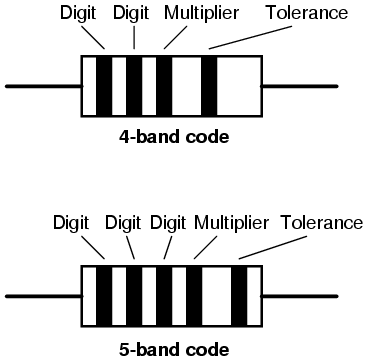 Digit Digit Multiplier Tolerance
4-band code
Digit Digit Digit Multiplier Tolerance
5-band code